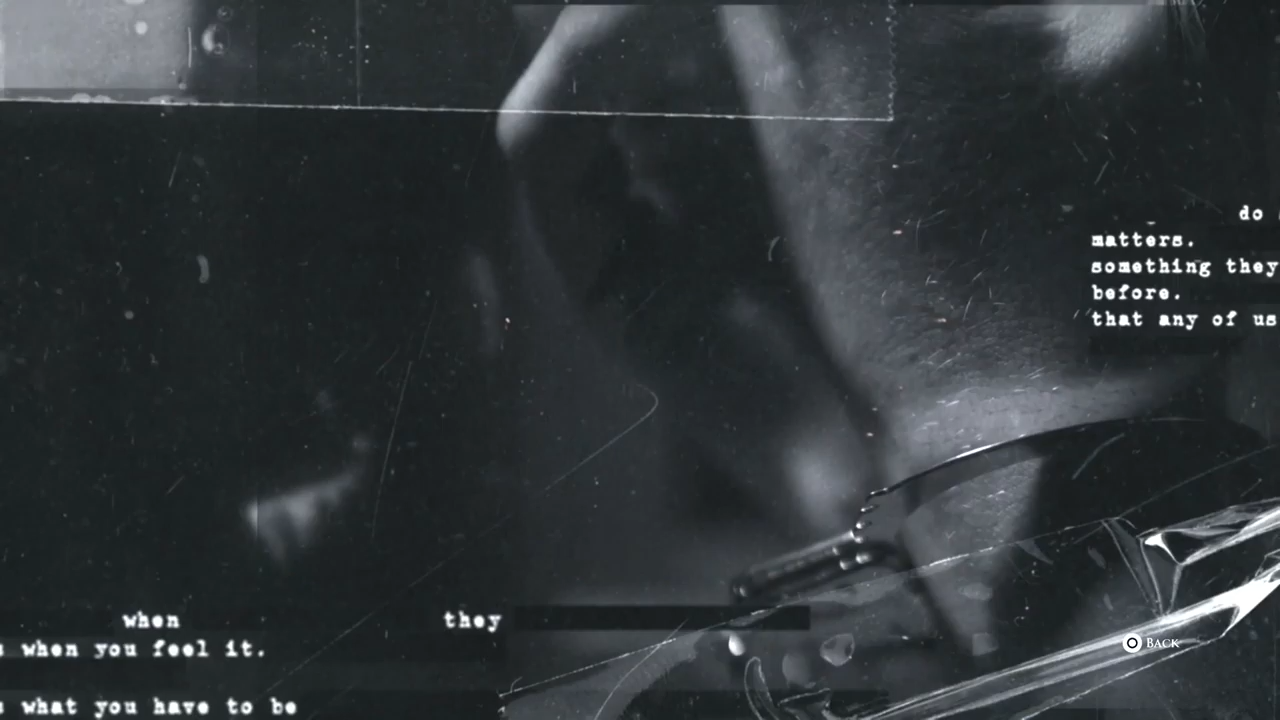 do
matters.
something they
before.
that any of us
when they
when you feel it.
what you have to be
BACK